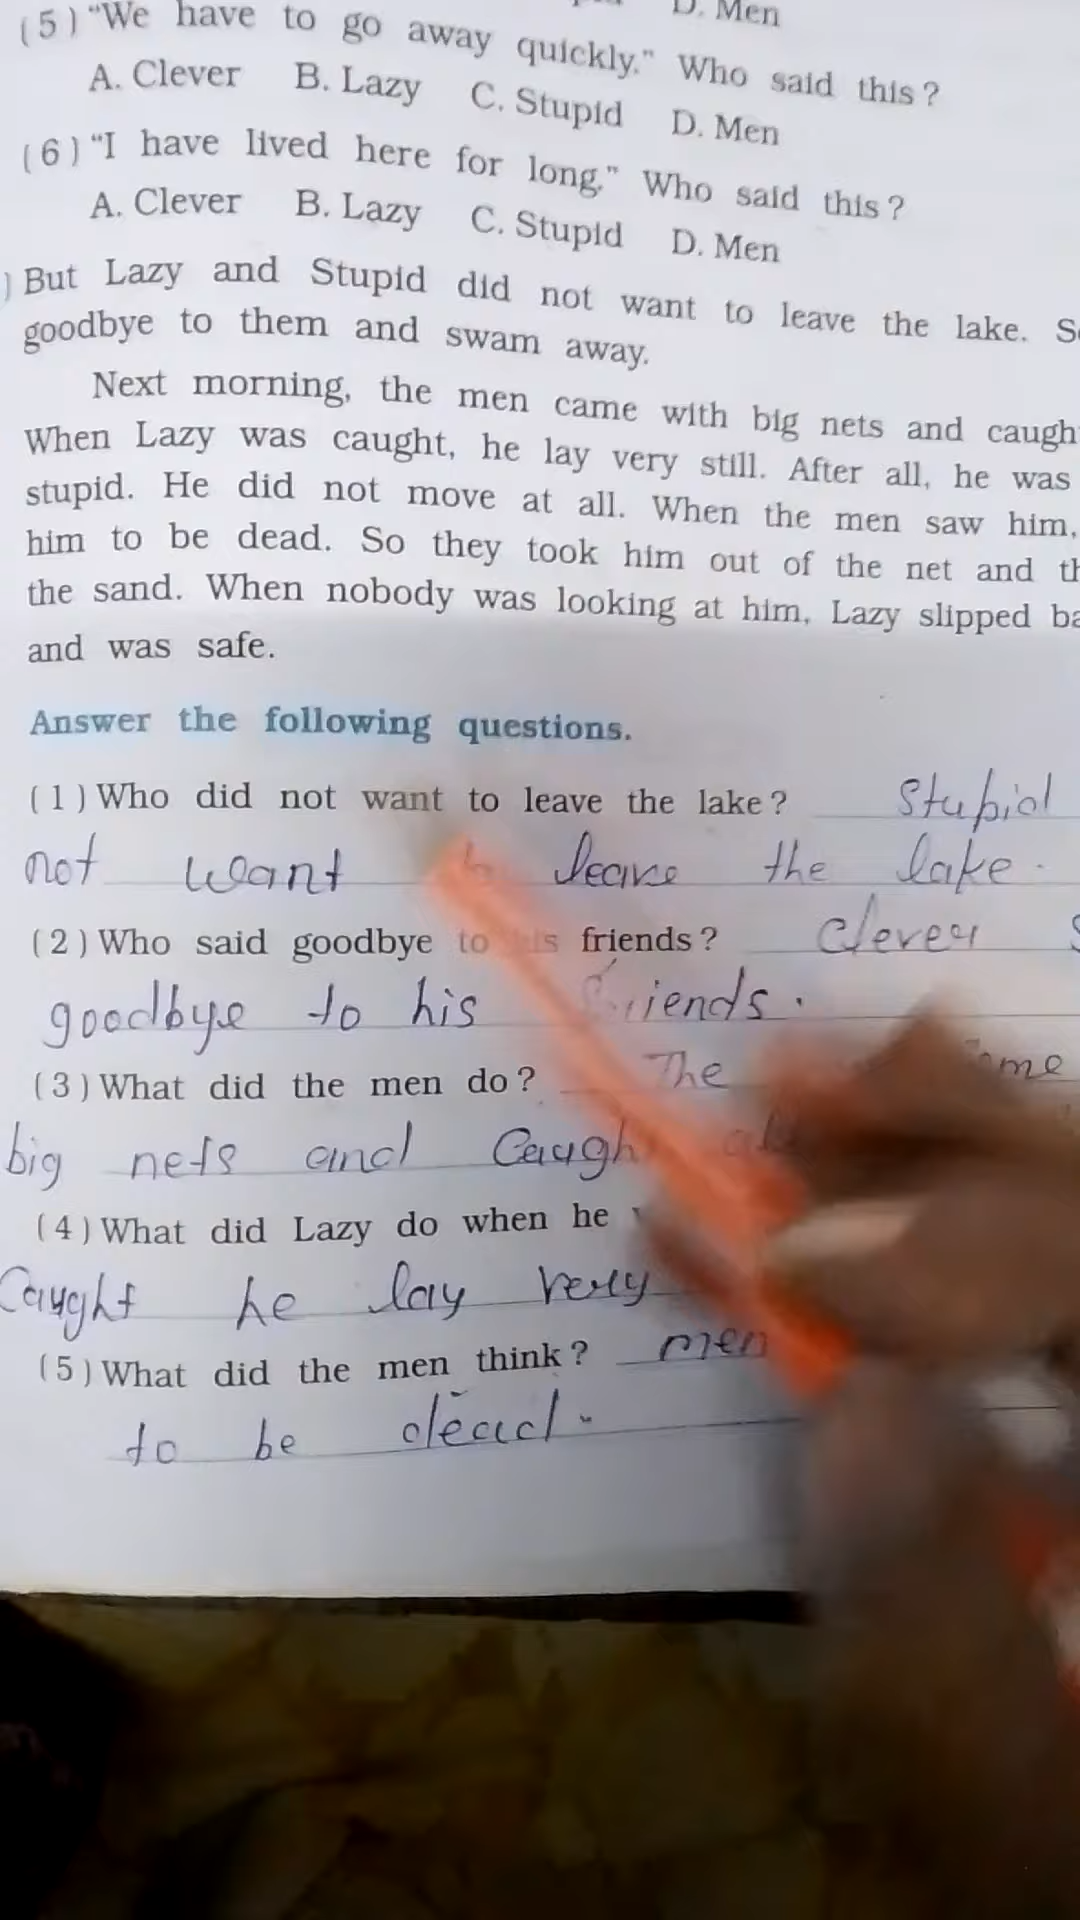 D. Men
(5) "We have to go away quickly." Who said this?
A. Clever B. Lazy C. Stupid D. Men
(6) "I have lived here for long." Who said this?
A. Clever B. Lazy C. Stupid D. Men
) But Lazy and Stupid did not want to leave the lake.
goodbye to them and swam away.
Next morning, the men came with big nets and caugh
When Lazy was caught, he lay very still. After all, he was
stupid. He did not move at all. When the men saw him,
him to be dead. So they took him out of the net and th
the sand. When nobody was looking at him, Lazy slipped ba
and was safe.
Answer the following questions.
(1) Who did not want to leave the lake? Stupid
not want leave the lake.
(2) Who said goodbye to friends? Clever
goodbye to his friends.
(3) What did the men do? The
big nets and Caugh
(4) What did Lazy do when he
Caught he lay very
(5) What did the men think? men
to be dead.